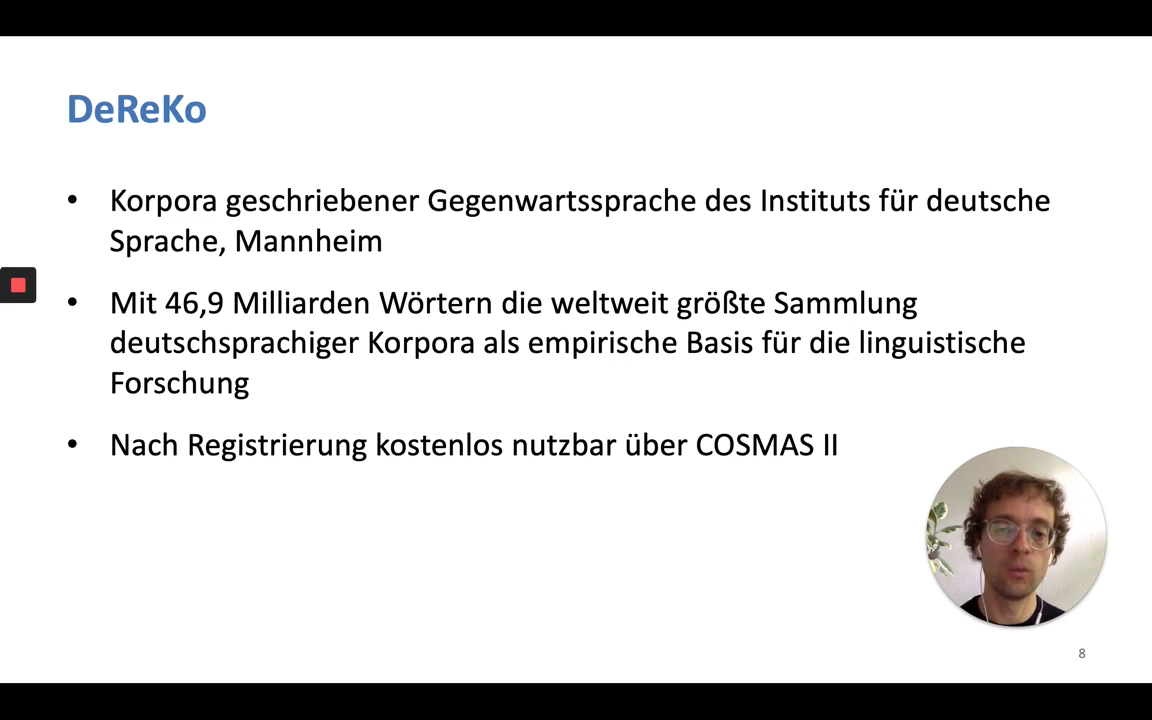 DeReKo
• Korpora geschriebener Gegenwartssprache des Instituts für deutsche
Sprache, Mannheim
• Mit 46,9 Milliarden Wörtern die weltweit größte Sammlung
deutschsprachiger Korpora als empirische Basis für die linguistische
Forschung
• Nach Registrierung kostenlos nutzbar über COSMAS II
8